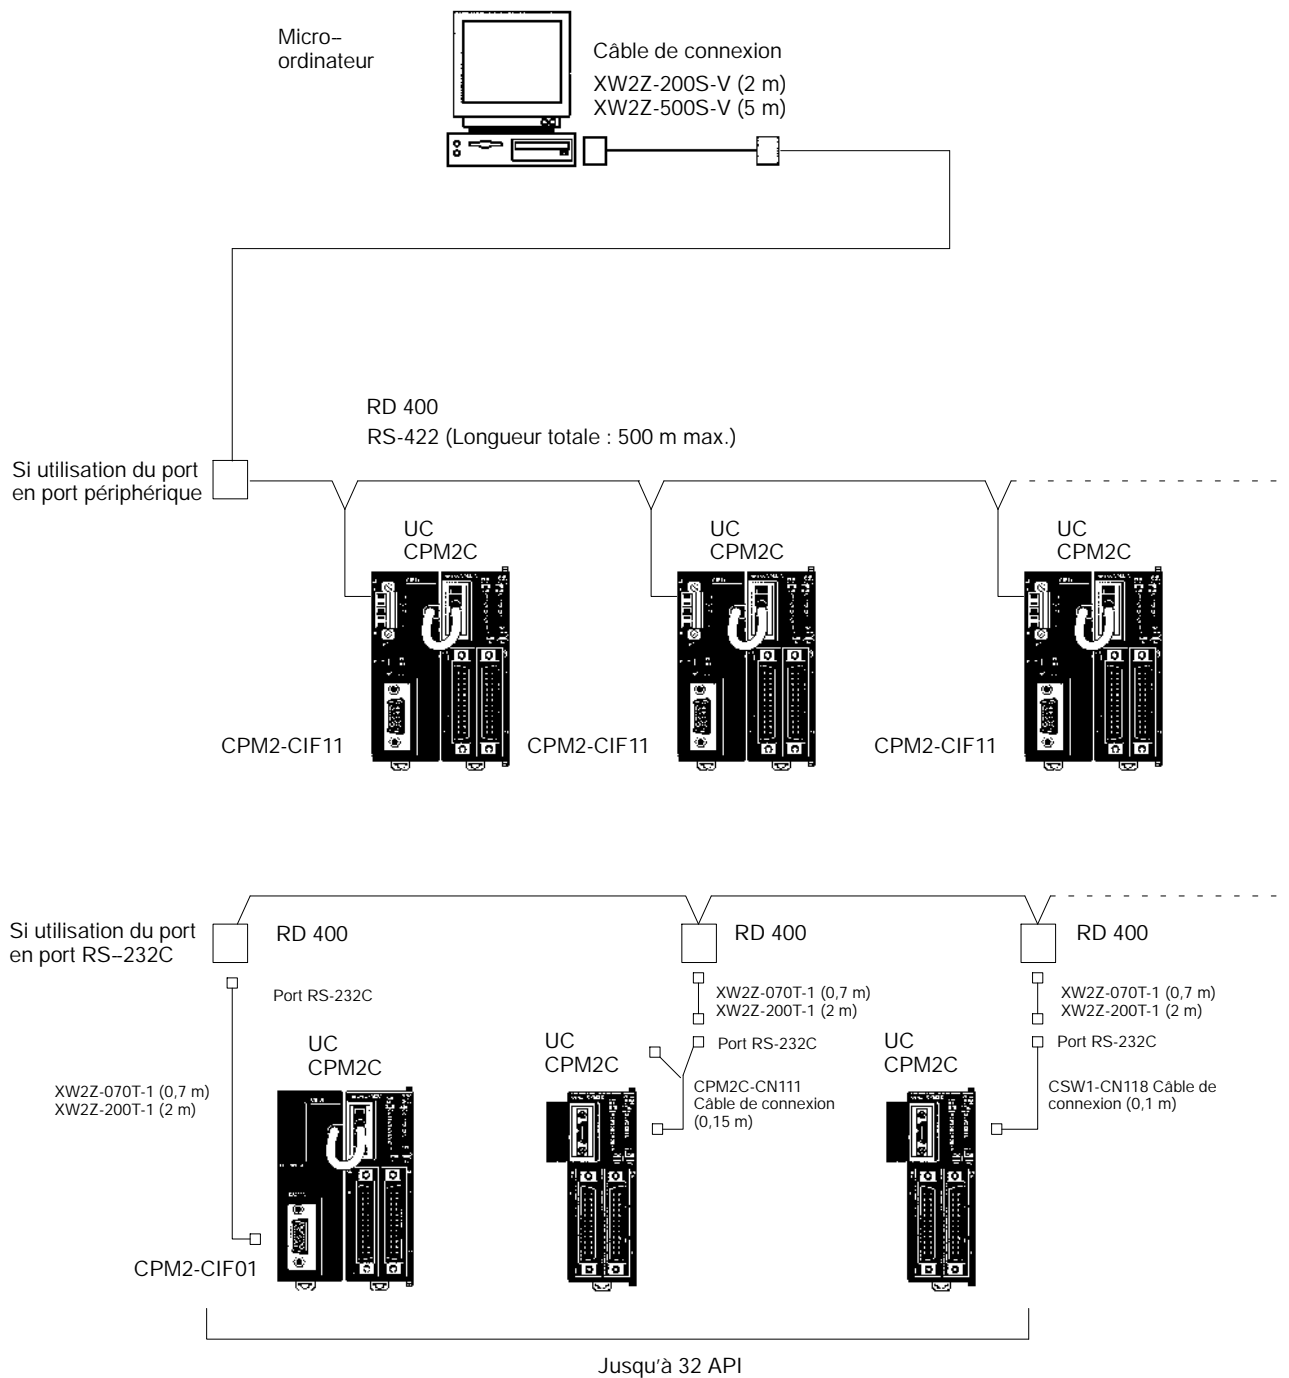 Micro-
ordinateur
Câble de connexion
XW2Z-200S-V (2 m)
XW2Z-500S-V (5 m)
RD 400
RS-422 (Longueur totale : 500 m max.)
Si utilisation du port
en port périphérique
UC
CPM2C
UC
CPM2C
UC
CPM2C
CPM2-CIF11
CPM2-CIF11
CPM2-CIF11
Si utilisation du port
en port RS-232C
RD 400
RD 400
RD 400
Port RS-232C
XW2Z-070T-1 (0,7 m)
XW2Z-200T-1 (2 m)
XW2Z-070T-1 (0,7 m)
XW2Z-200T-1 (2 m)
UC
CPM2C
UC
CPM2C
Port RS-232C
UC
CPM2C
Port RS-232C
XW2Z-070T-1 (0,7 m)
XW2Z-200T-1 (2 m)
CPM2C-CN111
Câble de connexion
(0,15 m)
CSW1-CN118 Câble de
connexion (0,1 m)
CPM2-CIF01
Jusqu'à 32 API